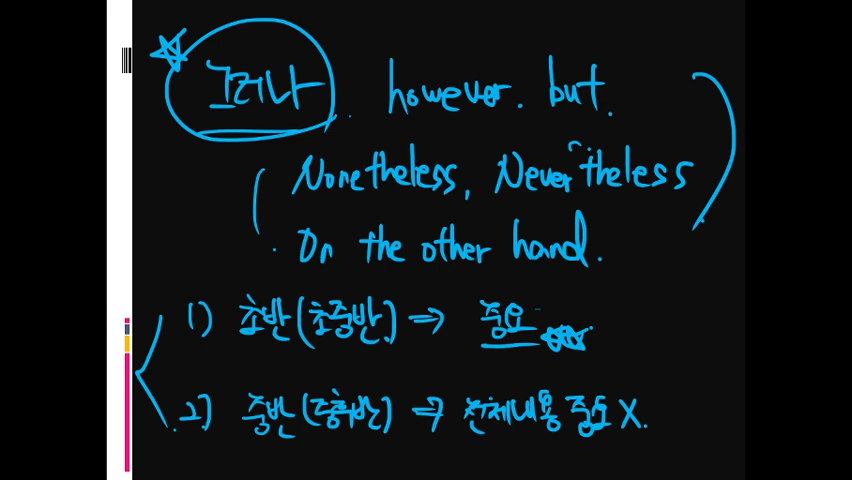 그러나. however. but.
(Nonetheless, Nevertheless
On the other hand.)
1) 초반(초중반) ⇒ 중요
2) 중반(중후반) ⇒ 전체내용 중요 X.